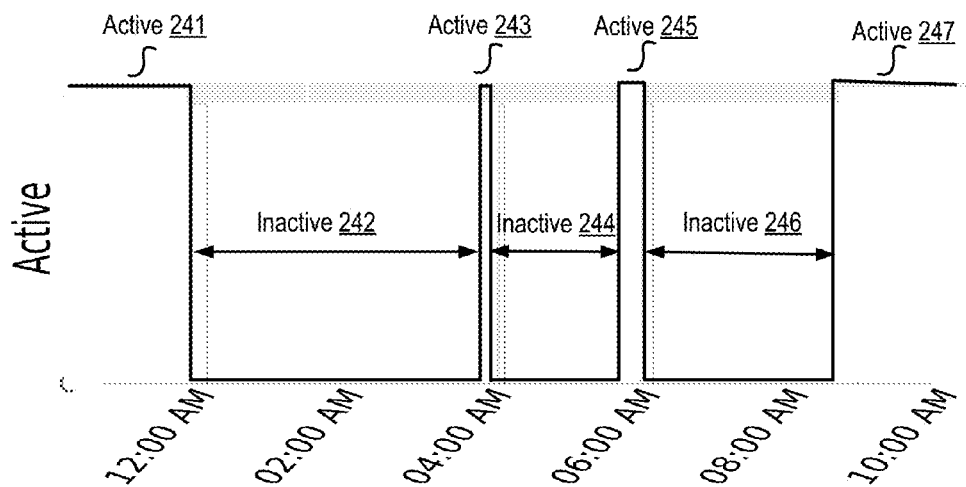 Active 241
Active 243
Active 245
Active 247
Active
Inactive 242
Inactive 244
Inactive 246
12:00 AM
02:00 AM
04:00 AM
06:00 AM
08:00 AM
10:00 AM